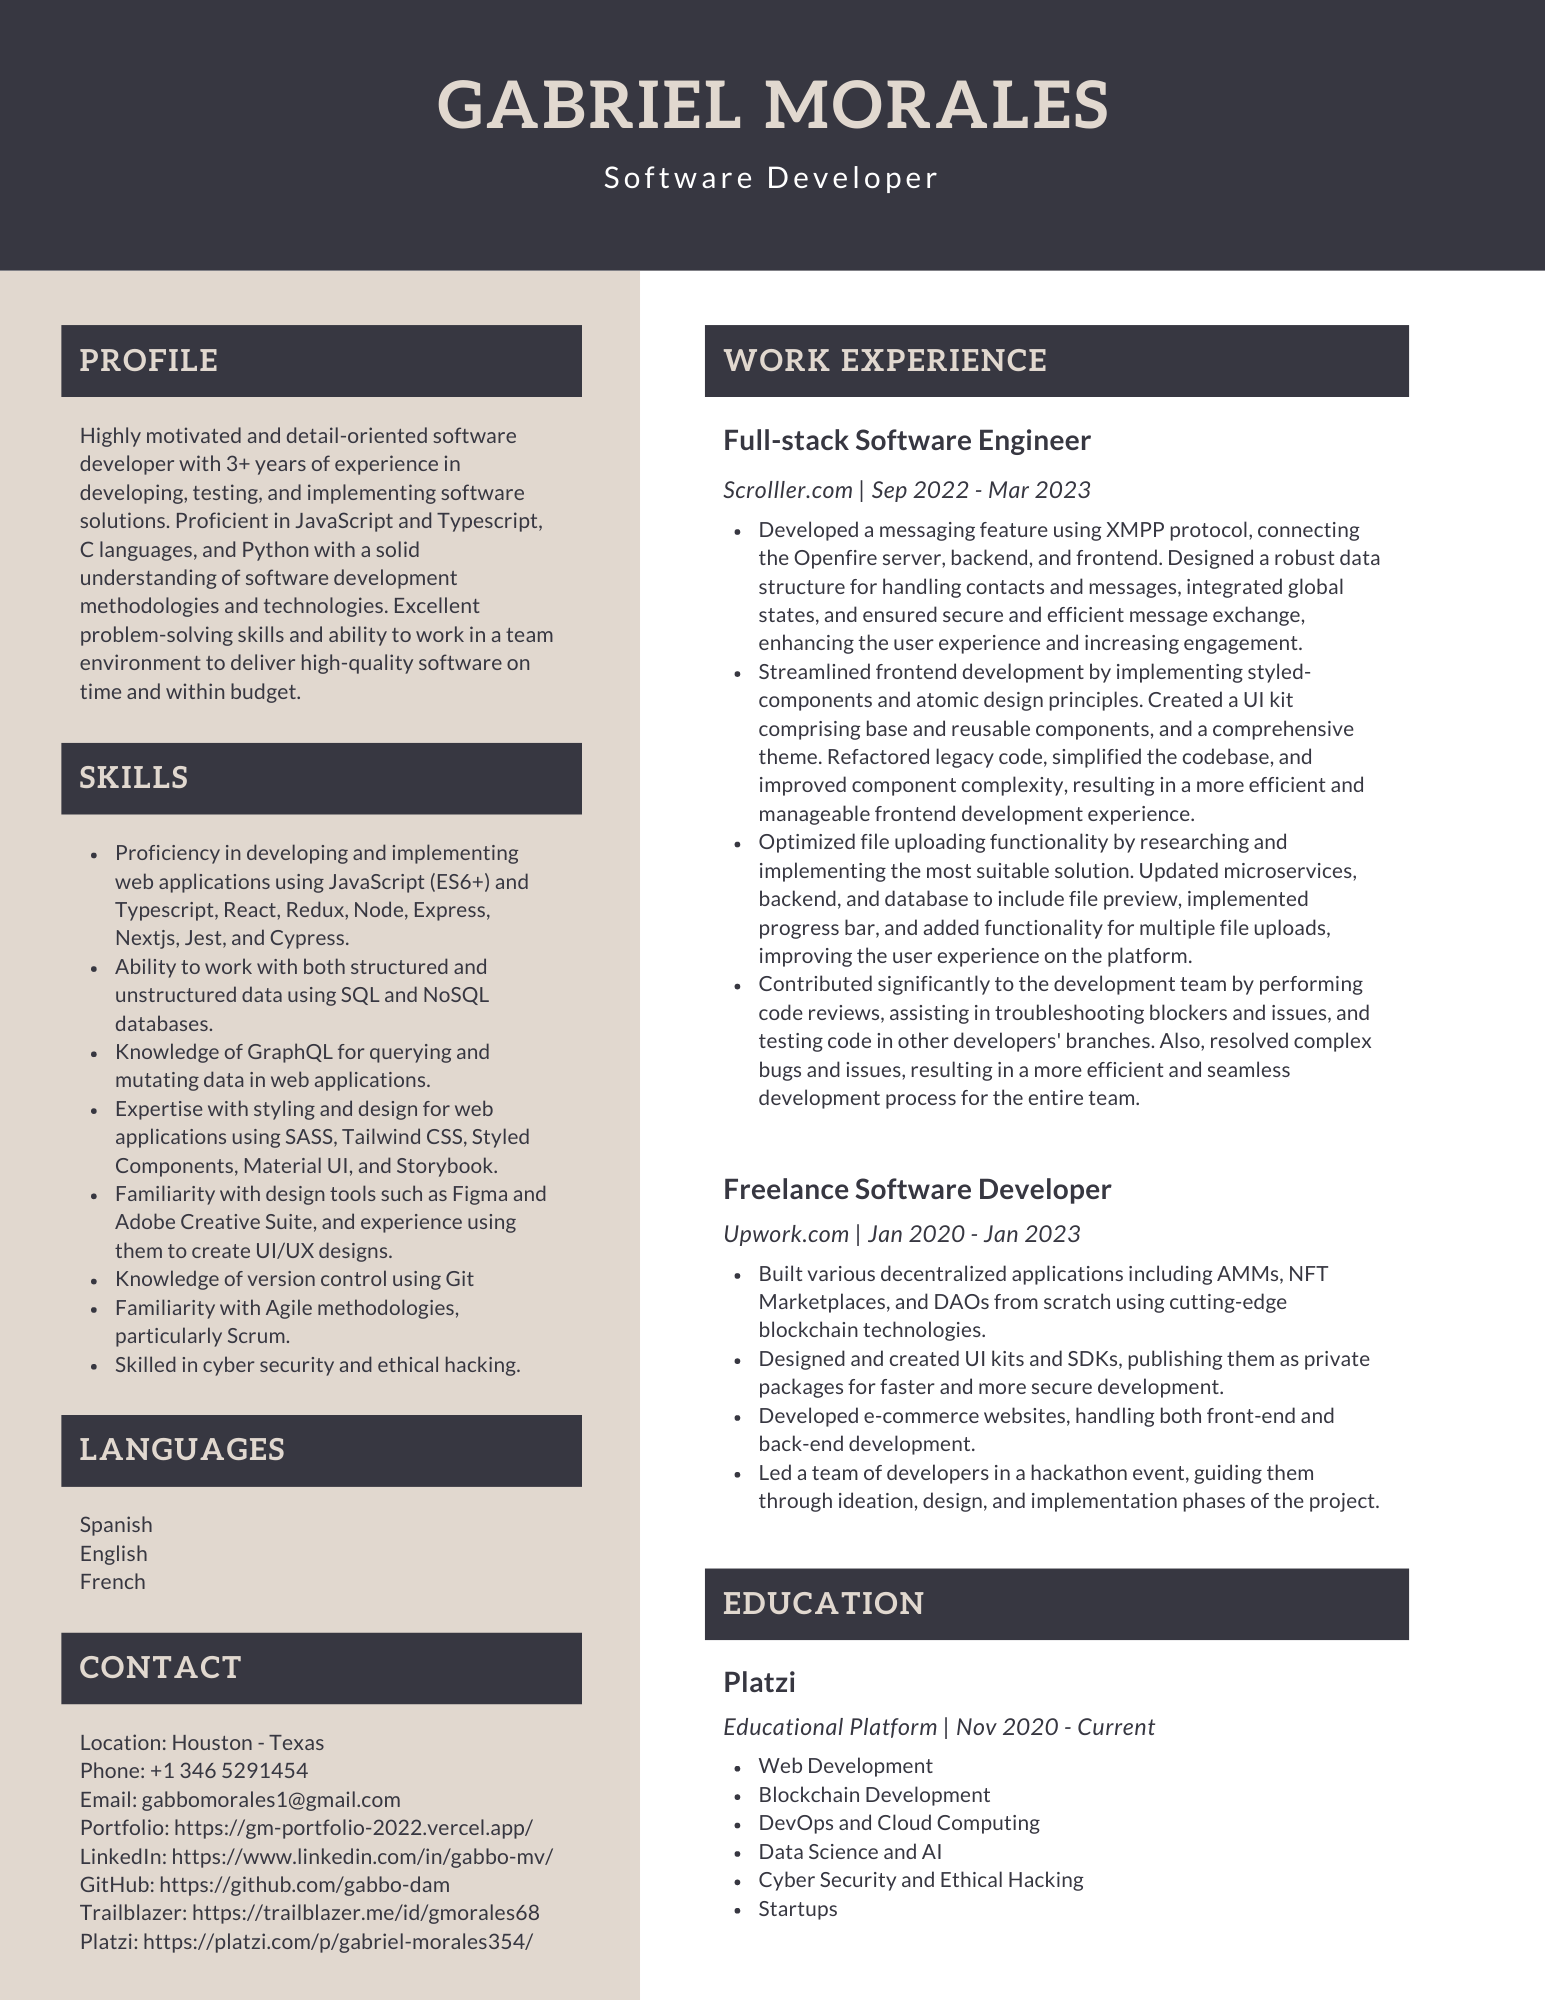 GABRIEL MORALES
Software Developer
PROFILE
Highly motivated and detail-oriented software
developer with 3+ years of experience in
developing, testing, and implementing software
solutions. Proficient in JavaScript and Typescript,
C languages, and Python with a solid
understanding of software development
methodologies and technologies. Excellent
problem-solving skills and ability to work in a team
environment to deliver high-quality software on
time and within budget.
SKILLS
• Proficiency in developing and implementing
web applications using JavaScript (ES6+) and
Typescript, React, Redux, Node, Express,
Nextjs, Jest, and Cypress.
• Ability to work with both structured and
unstructured data using SQL and NoSQL
databases.
• Knowledge of GraphQL for querying and
mutating data in web applications.
• Expertise with styling and design for web
applications using SASS, Tailwind CSS, Styled
Components, Material UI, and Storybook.
• Familiarity with design tools such as Figma and
Adobe Creative Suite, and experience using
them to create UI/UX designs.
• Knowledge of version control using Git
• Familiarity with Agile methodologies,
particularly Scrum.
• Skilled in cyber security and ethical hacking.
LANGUAGES
Spanish
English
French
CONTACT
Location: Houston - Texas
Phone: +1 346 5291454
Email: gabbomorales1@gmail.com
Portfolio: https://gm-portfolio-2022.vercel.app/
LinkedIn: https://www.linkedin.com/in/gabbo-mv/
GitHub: https://github.com/gabbo-dam
Trailblazer: https://trailblazer.me/id/gmorales68
Platzi: https://platzi.com/p/gabriel-morales354/
WORK EXPERIENCE
Full-stack Software Engineer
Scrolller.com | Sep 2022 - Mar 2023
• Developed a messaging feature using XMPP protocol, connecting
the Openfire server, backend, and frontend. Designed a robust data
structure for handling contacts and messages, integrated global
states, and ensured secure and efficient message exchange,
enhancing the user experience and increasing engagement.
• Streamlined frontend development by implementing styled-
components and atomic design principles. Created a UI kit
comprising base and reusable components, and a comprehensive
theme. Refactored legacy code, simplified the codebase, and
improved component complexity, resulting in a more efficient and
manageable frontend development experience.
• Optimized file uploading functionality by researching and
implementing the most suitable solution. Updated microservices,
backend, and database to include file preview, implemented
progress bar, and added functionality for multiple file uploads,
improving the user experience on the platform.
• Contributed significantly to the development team by performing
code reviews, assisting in troubleshooting blockers and issues, and
testing code in other developers' branches. Also, resolved complex
bugs and issues, resulting in a more efficient and seamless
development process for the entire team.
Freelance Software Developer
Upwork.com | Jan 2020 - Jan 2023
• Built various decentralized applications including AMMs, NFT
Marketplaces, and DAOs from scratch using cutting-edge
blockchain technologies.
• Designed and created UI kits and SDKs, publishing them as private
packages for faster and more secure development.
• Developed e-commerce websites, handling both front-end and
back-end development.
• Led a team of developers in a hackathon event, guiding them
through ideation, design, and implementation phases of the project.
EDUCATION
Platzi
Educational Platform | Nov 2020 - Current
• Web Development
• Blockchain Development
• DevOps and Cloud Computing
• Data Science and AI
• Cyber Security and Ethical Hacking
• Startups